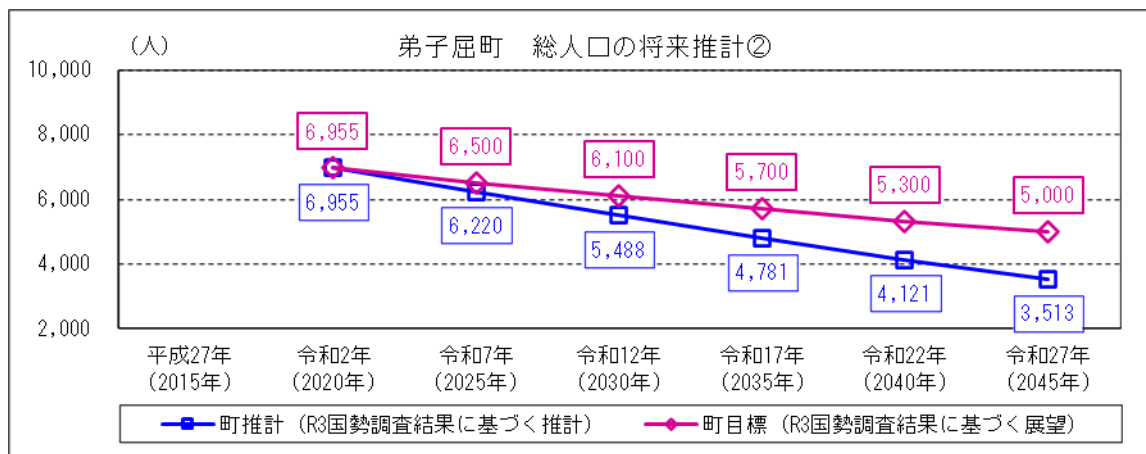 (人)
弟子屈町 総人口の将来推計②
10,000
8,000
6,000
4,000
2,000
6,955
6,500
6,100
5,700
5,300
5,000
6,955
6,220
5,488
4,781
4,121
3,513
平成27年
(2015年)
令和2年
(2020年)
令和7年
(2025年)
令和12年
(2030年)
令和17年
(2035年)
令和22年
(2040年)
令和27年
(2045年)
町推計（R3国勢調査結果に基づく推計）
町目標（R3国勢調査結果に基づく展望）